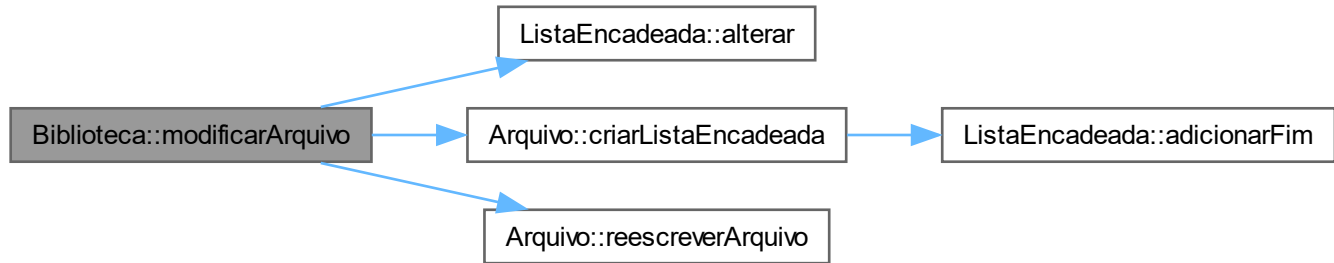 ListaEncadeada::alterar
Biblioteca::modificarArquivo
Arquivo::criarListaEncadeada
ListaEncadeada::adicionarFim
Arquivo::reescreverArquivo